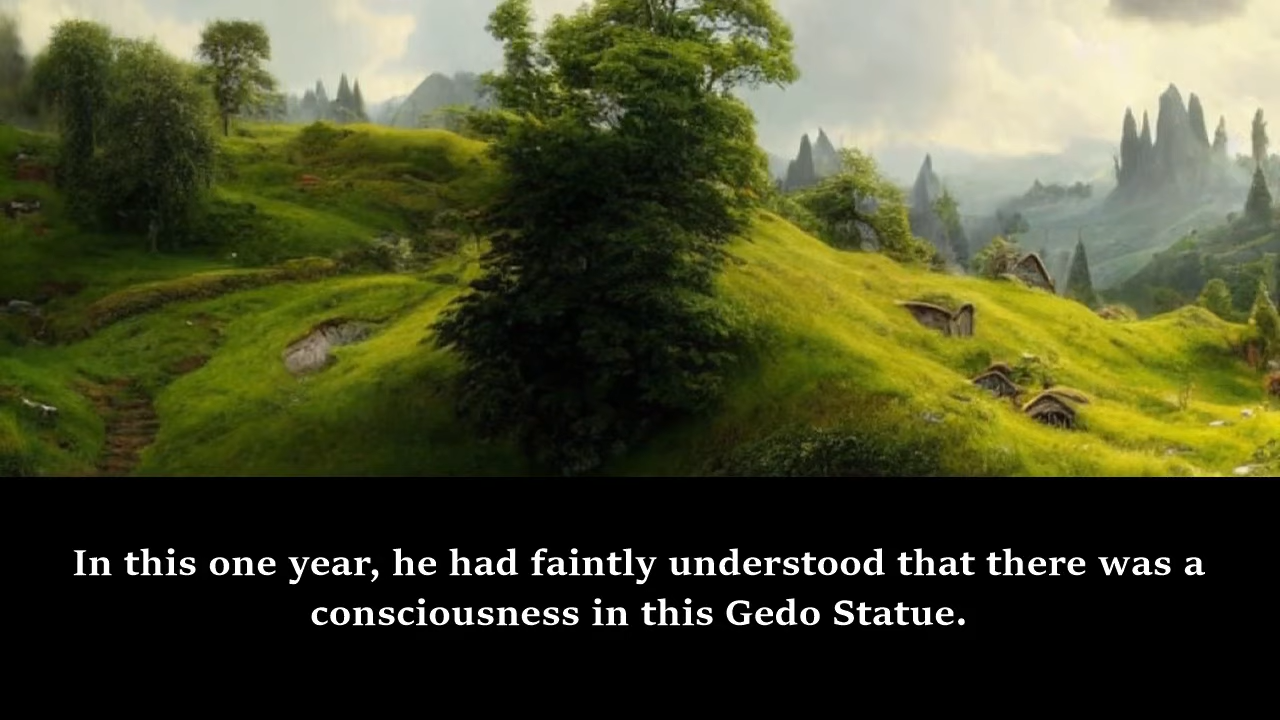 In this one year, he had faintly understood that there was a
consciousness in this Gedo Statue.